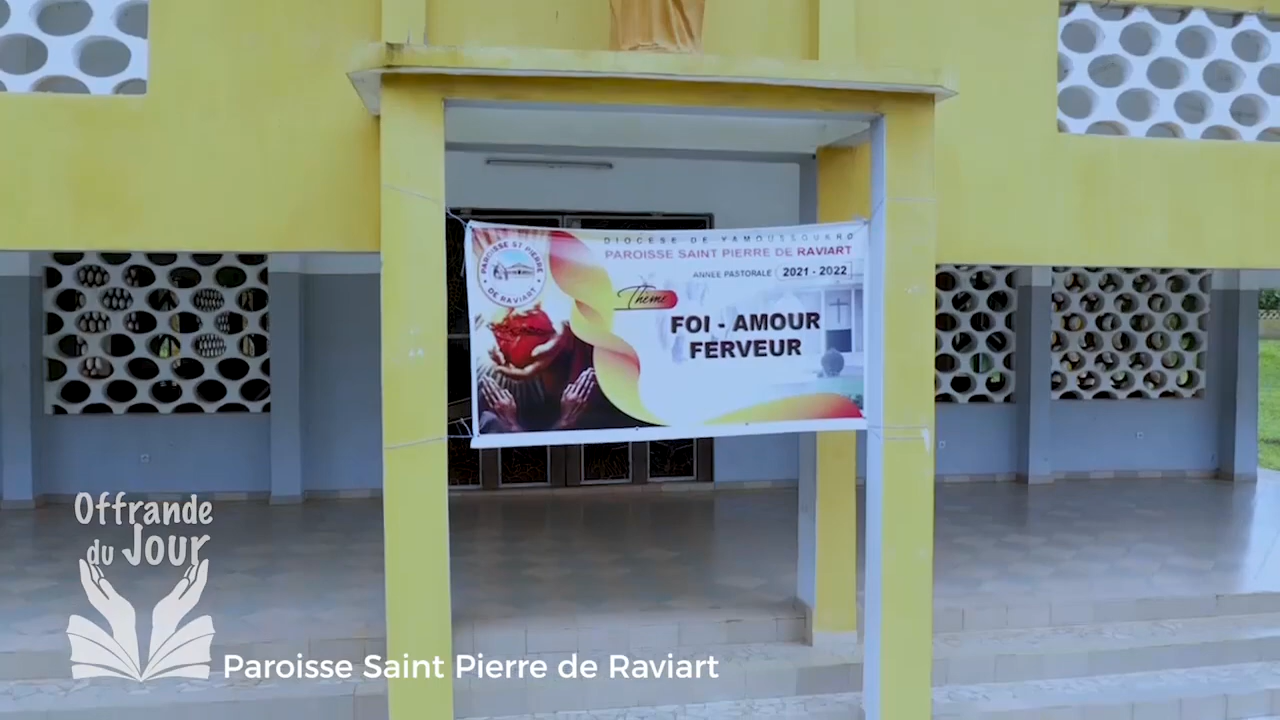 DIOCESE DE YAMOUSSOUKRO
PAROISSE SAINT PIERRE DE RAVIART
ANNEE PASTORALE 2021 - 2022
PAROISSE ST PIERRE
DE RAVIART
Thème
FOI - AMOUR
FERVEUR
Offrande
du Jour
Paroisse Saint Pierre de Raviart